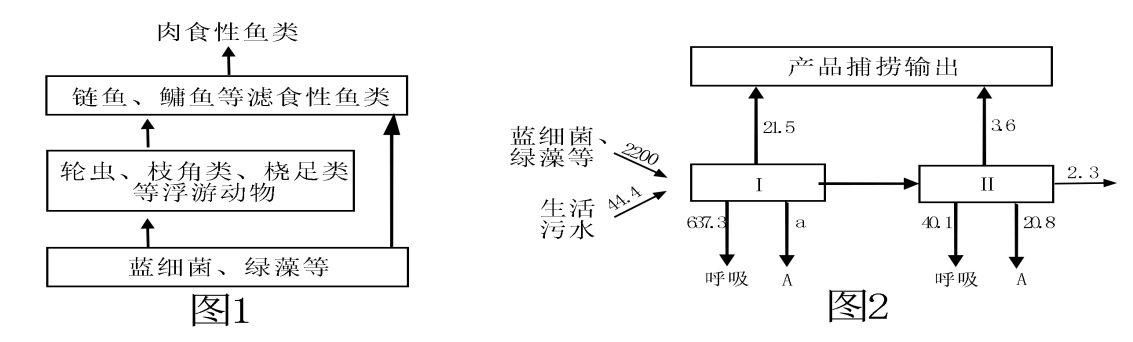 肉食性鱼类
链鱼、鳙鱼等滤食性鱼类
轮虫、枝角类、桡足类
等浮游动物
蓝细菌、绿藻等
图1
产品捕捞输出
21.5
3.6
蓝细菌、
绿藻等
2200
生活
污水
44.4
I
II
2.3
637.3
a
40.1
20.8
呼吸
A
呼吸
A
图2